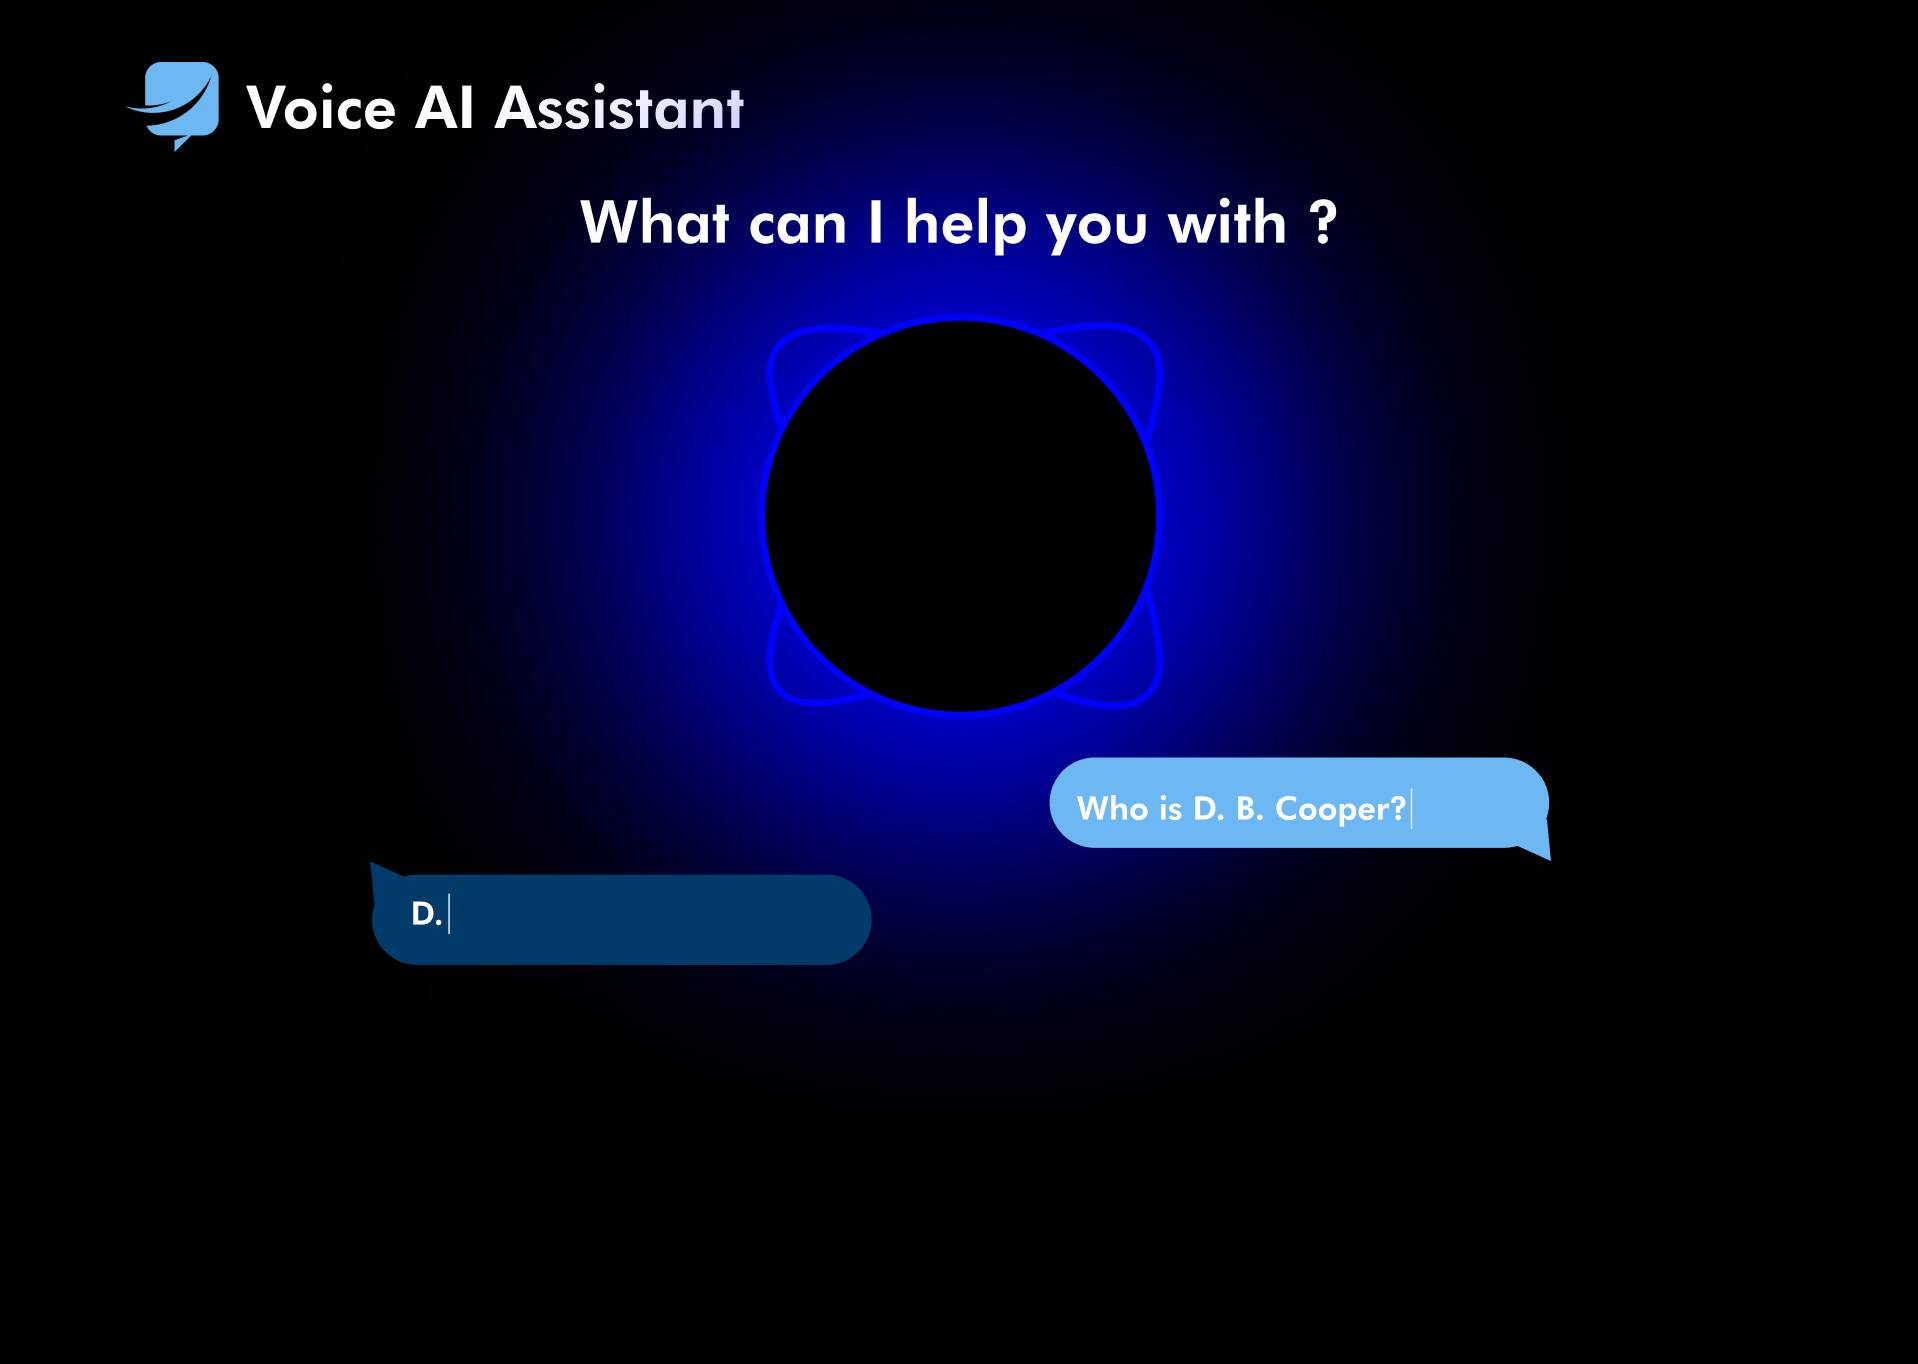 Voice AI Assistant
What can I help you with ?
Who is D. B. Cooper?
D.